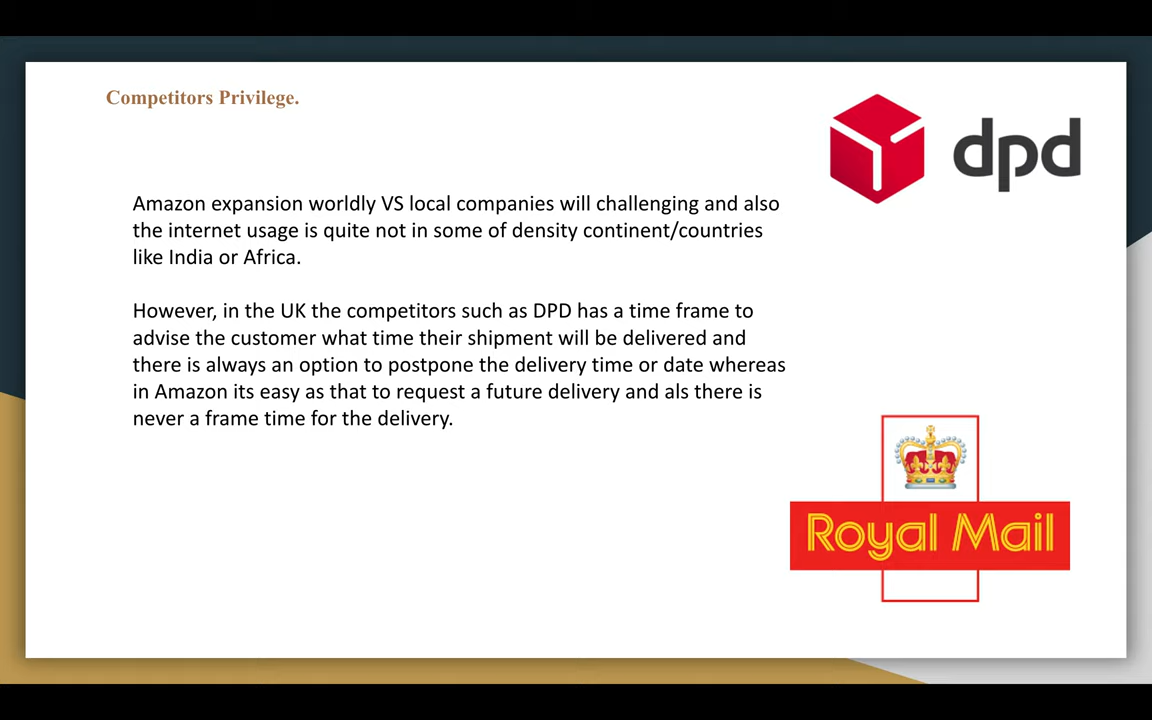 Competitors Privilege.
dpd
Amazon expansion worldly VS local companies will challenging and also
the internet usage is quite not in some of density continent/countries
like India or Africa.
However, in the UK the competitors such as DPD has a time frame to
advise the customer what time their shipment will be delivered and
there is always an option to postpone the delivery time or date whereas
in Amazon its easy as that to request a future delivery and als there is
never a frame time for the delivery.
Royal Mail